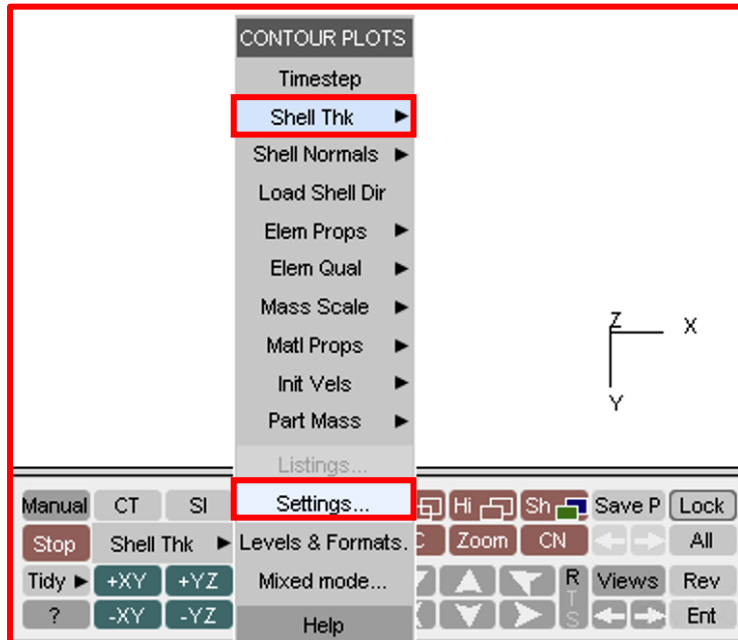 CONTOUR PLOTS
Timestep
Shell Thk
Shell Normals
Load Shell Dir
Elem Props
Elem Qual
Mass Scale
Matl Props
Init Vels
Part Mass
Listings...
Settings...
Levels & Formats.
Mixed mode...
Help
Z
X
Y
Manual CT SI Hi Sh Save P Lock
Stop Shell Thk Zoom CN All
Tidy +XY +YZ R Views Rev
T
? -XY -YZ S Ent